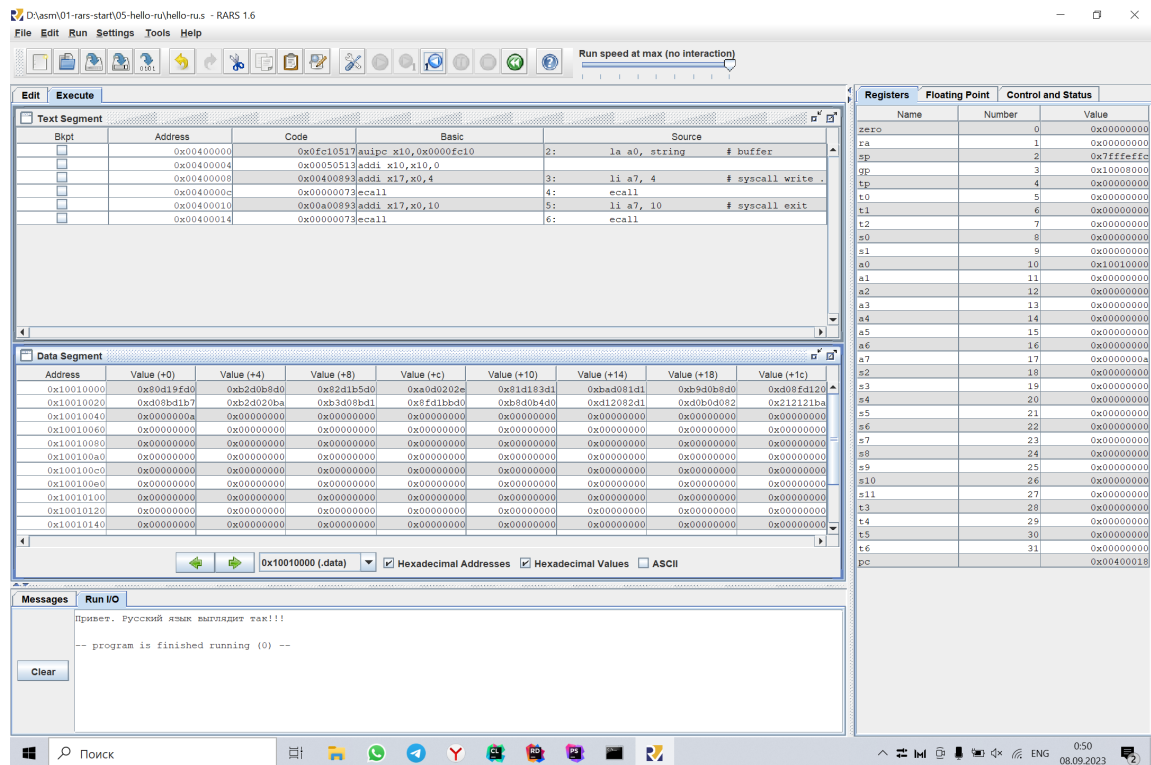 D:\asm\01-rars-start\05-hello-ru\hello-ru.s - RARS 1.6
File Edit Run Settings Tools Help
Run speed at max (no interaction)
Edit Execute
Text Segment
Bkpt Address Code Basic Source
0x00400000 0x0fc10517 auipc x10,0x0000fc10 2: la a0, string # buffer
0x00400004 0x00050513 addi x10,x10,0
0x00400008 0x00400893 addi x17,x0,4 3: li a7, 4 # syscall write .
0x0040000c 0x00000073 ecall 4: ecall
0x00400010 0x00a00893 addi x17,x0,10 5: li a7, 10 # syscall exit
0x00400014 0x00000073 ecall 6: ecall
Data Segment
Address Value (+0) Value (+4) Value (+8) Value (+c) Value (+10) Value (+14) Value (+18) Value (+1c)
0x10010000 0x80d19fd0 0xb2d0b8d0 0x82d1b5d0 0xa0d0202e 0x81d183d1 0xbad081d1 0xb9d0b8d0 0xd08fd120
0x10010020 0xd08bd1b7 0xb2d020ba 0xb3d08bd1 0x8fd1bbd0 0xb8d0b4d0 0xd12082d1 0xd0b0d082 0x212121ba
0x10010040 0x0000000a 0x00000000 0x00000000 0x00000000 0x00000000 0x00000000 0x00000000 0x00000000
0x10010060 0x00000000 0x00000000 0x00000000 0x00000000 0x00000000 0x00000000 0x00000000 0x00000000
0x10010080 0x00000000 0x00000000 0x00000000 0x00000000 0x00000000 0x00000000 0x00000000 0x00000000
0x100100a0 0x00000000 0x00000000 0x00000000 0x00000000 0x00000000 0x00000000 0x00000000 0x00000000
0x100100c0 0x00000000 0x00000000 0x00000000 0x00000000 0x00000000 0x00000000 0x00000000 0x00000000
0x100100e0 0x00000000 0x00000000 0x00000000 0x00000000 0x00000000 0x00000000 0x00000000 0x00000000
0x10010100 0x00000000 0x00000000 0x00000000 0x00000000 0x00000000 0x00000000 0x00000000 0x00000000
0x10010120 0x00000000 0x00000000 0x00000000 0x00000000 0x00000000 0x00000000 0x00000000 0x00000000
0x10010140 0x00000000 0x00000000 0x00000000 0x00000000 0x00000000 0x00000000 0x00000000 0x00000000
0x10010000 (.data) Hexadecimal Addresses Hexadecimal Values ASCII
Messages Run I/O
Привет. Русский язык выглядит так!!!
-- program is finished running (0) --
Clear
Registers Floating Point Control and Status
Name Number Value
zero 0 0x00000000
ra 1 0x00000000
sp 2 0x7fffeffc
gp 3 0x10008000
tp 4 0x00000000
t0 5 0x00000000
t1 6 0x00000000
t2 7 0x00000000
s0 8 0x00000000
s1 9 0x00000000
a0 10 0x10010000
a1 11 0x00000000
a2 12 0x00000000
a3 13 0x00000000
a4 14 0x00000000
a5 15 0x00000000
a6 16 0x00000000
a7 17 0x0000000a
s2 18 0x00000000
s3 19 0x00000000
s4 20 0x00000000
s5 21 0x00000000
s6 22 0x00000000
s7 23 0x00000000
s8 24 0x00000000
s9 25 0x00000000
s10 26 0x00000000
s11 27 0x00000000
t3 28 0x00000000
t4 29 0x00000000
t5 30 0x00000000
t6 31 0x00000000
pc 0x00400018
Поиск
ENG
0:50
08.09.2023
2